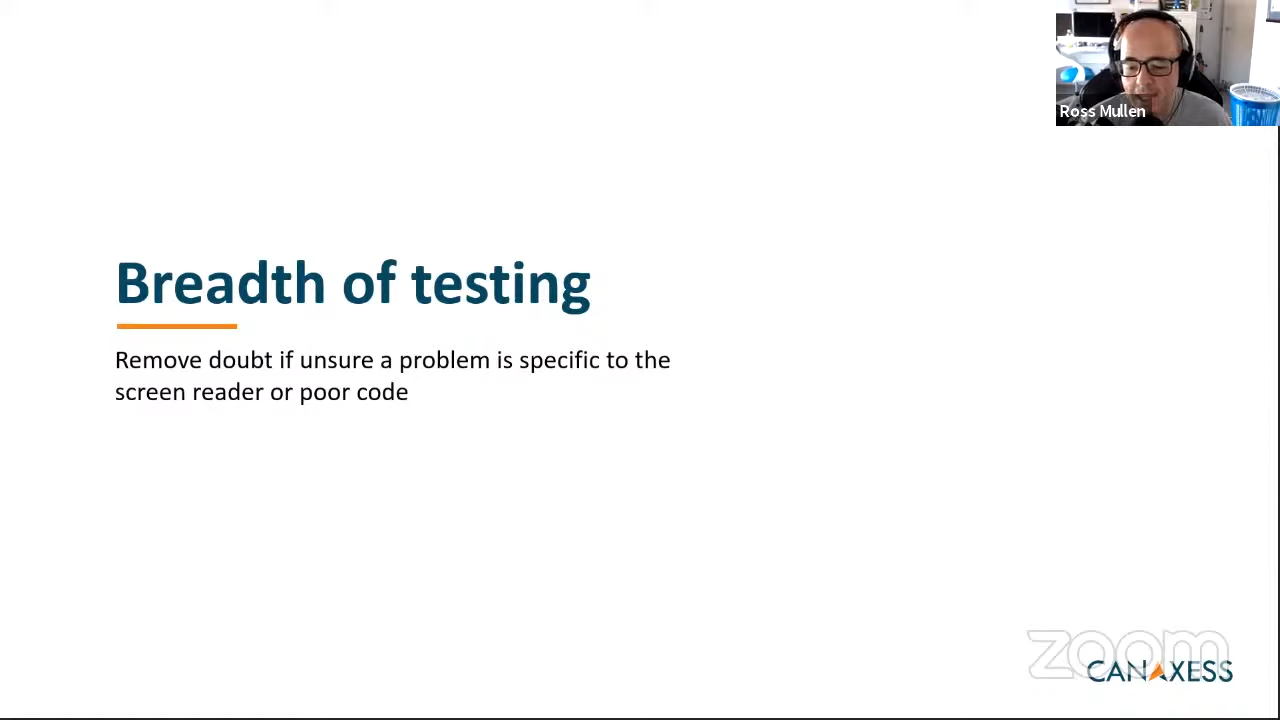 Ross Mullen
Breadth of testing
Remove doubt if unsure a problem is specific to the
screen reader or poor code
zoom
CANAXESS